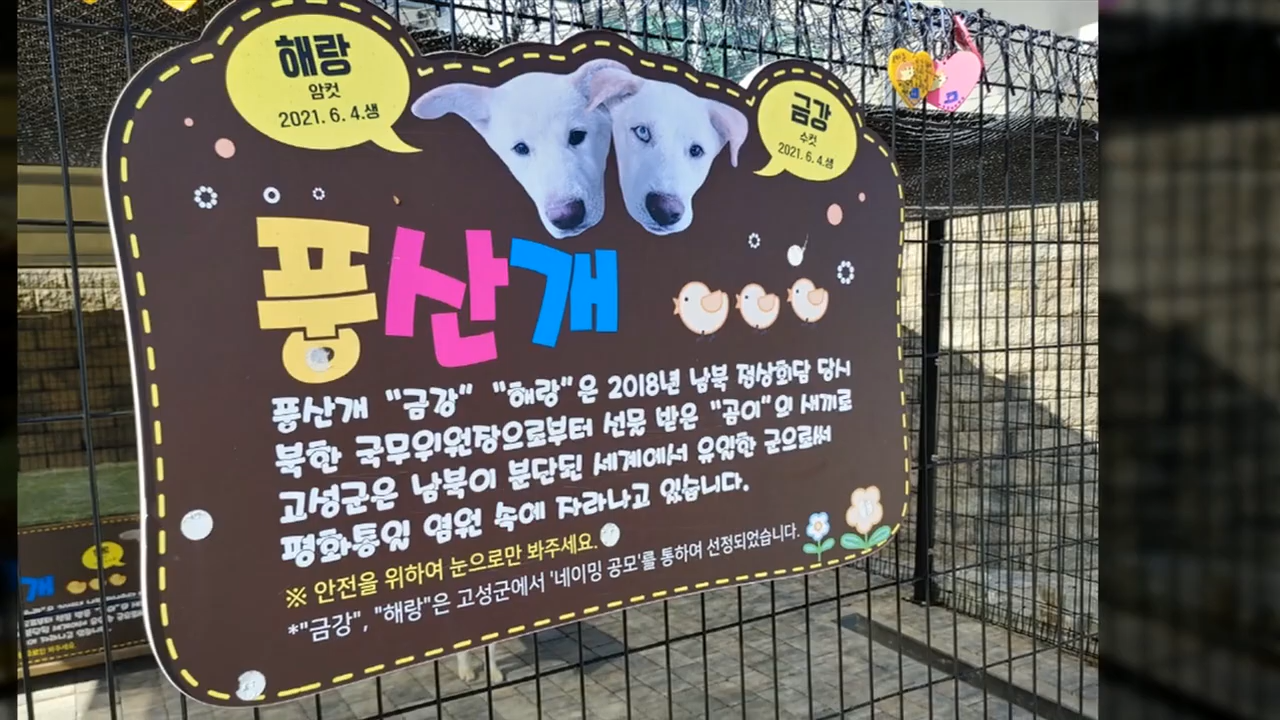 해랑
암컷
2021. 6. 4.생
금강
수컷
2021. 6. 4.생
풍산개
풍산개 "금강" "해랑"은 2018년 남북 정상회담 당시
북한 국무위원장으로부터 선물 받은 "곰이"의 새끼로
고성군은 남북이 분단된 세계에서 유일한 군으로써
평화통일 염원 속에 자라나고 있습니다.
※ 안전을 위하여 눈으로만 봐주세요.
*"금강", "해랑"은 고성군에서 '네이밍 공모'를 통하여 선정되었습니다.
개